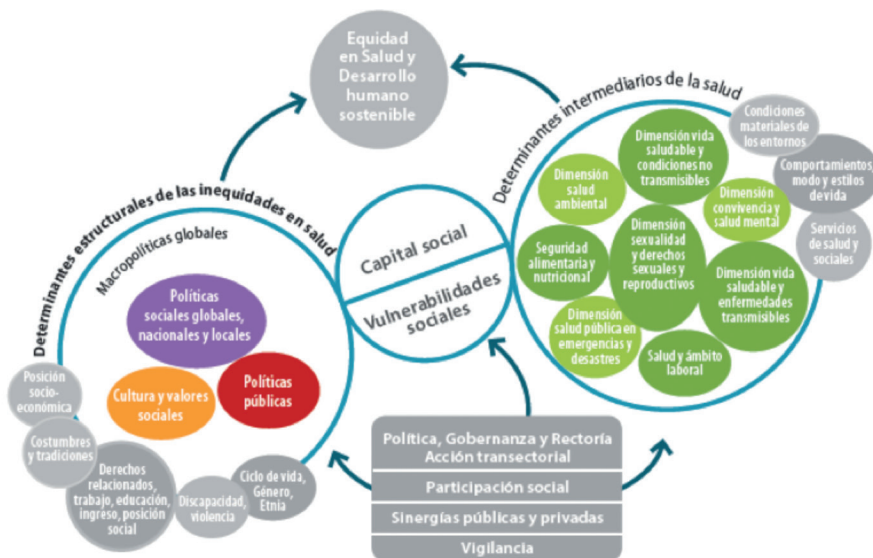 Equidad
en Salud y
Desarrollo
humano
sostenible
Determinantes estructurales de las inequidades en salud
Macropolíticas globales
Políticas
sociales globales,
nacionales y locales
Cultura y valores
sociales
Políticas
públicas
Posición
socio-
económica
Costumbres
y tradiciones
Derechos
relacionados,
trabajo, educación,
ingreso, posición
social
Discapacidad,
violencia
Ciclo de vida,
Género,
Etnia
Capital social
Vulnerabilidades
sociales
Determinantes intermediarios de la salud
Dimensión vida
saludable y
condiciones no
transmisibles
Dimensión
salud
ambiental
Dimensión
convivencia y
salud mental
Seguridad
alimentaria y
nutricional
Dimensión
sexualidad
y derechos
sexuales y
reproductivos
Dimensión vida
saludable y
enfermedades
transmisibles
Dimensión
salud pública en
emergencias y
desastres
Salud y ámbito
laboral
Condiciones
materiales de
los entornos
Comportamientos,
modo y estilos
de vida
Servicios
de salud y
sociales
Política, Gobernanza y Rectoría
Acción transectorial
Participación social
Sinergías públicas y privadas
Vigilancia